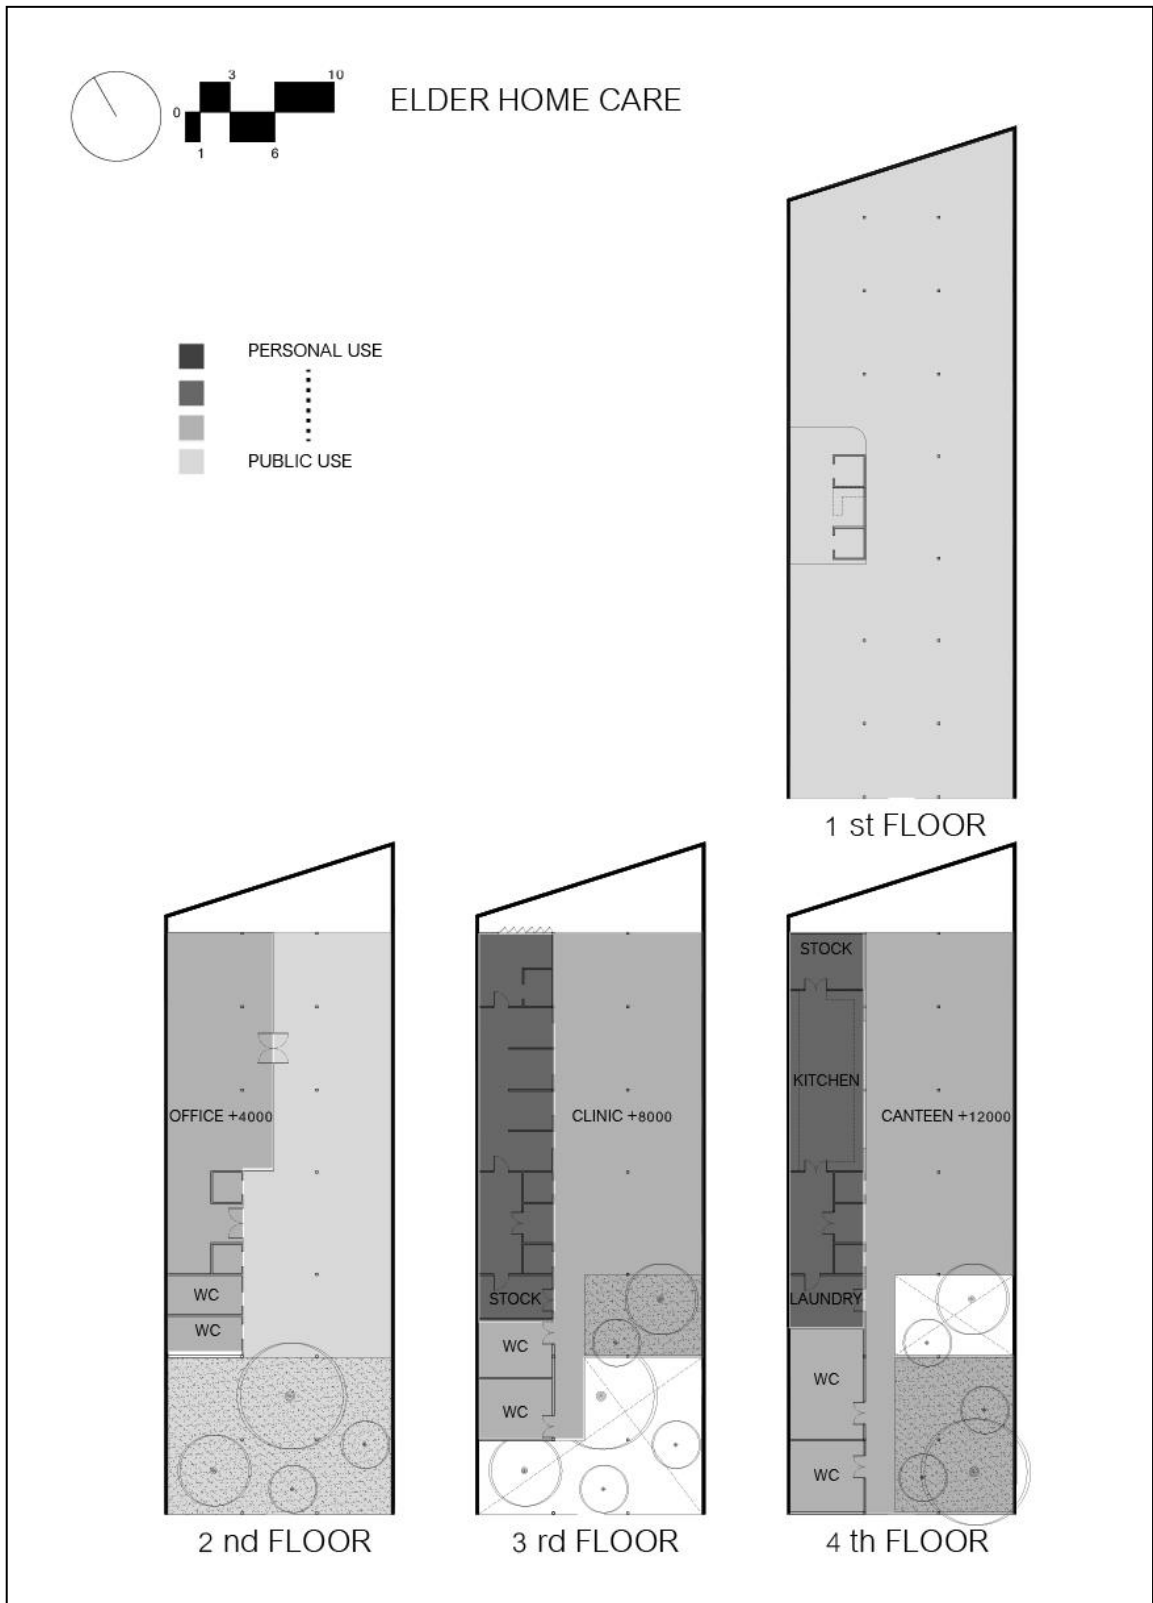 3 10
ELDER HOME CARE
0
1 6
PERSONAL USE
PUBLIC USE
1 st FLOOR
STOCK
KITCHEN
OFFICE +4000
CLINIC +8000
CANTEEN +12000
WC
STOCK
LAUNDRY
WC
WC
WC
WC
WC
2 nd FLOOR
3 rd FLOOR
4 th FLOOR